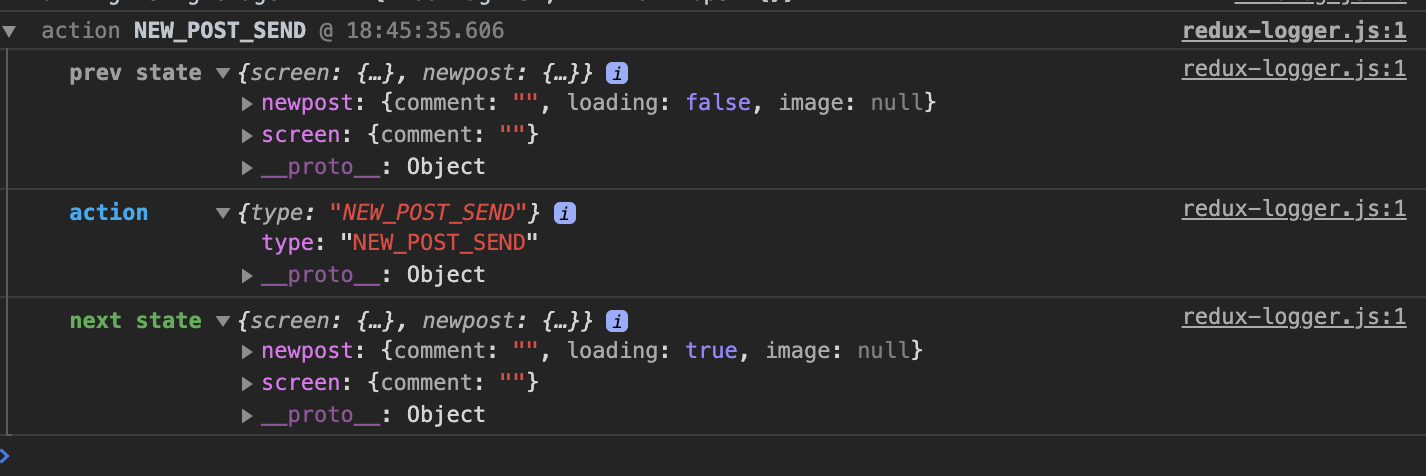 action NEW_POST_SEND @ 18:45:35.606 redux-logger.js:1
prev state ▼{screen: {…}, newpost: {…}} i redux-logger.js:1
▶newpost: {comment: "", loading: false, image: null}
▶screen: {comment: ""}
▶__proto__: Object
action ▼{type: "NEW_POST_SEND"} i redux-logger.js:1
type: "NEW_POST_SEND"
▶__proto__: Object
next state ▼{screen: {…}, newpost: {…}} i redux-logger.js:1
▶newpost: {comment: "", loading: true, image: null}
▶screen: {comment: ""}
▶__proto__: Object